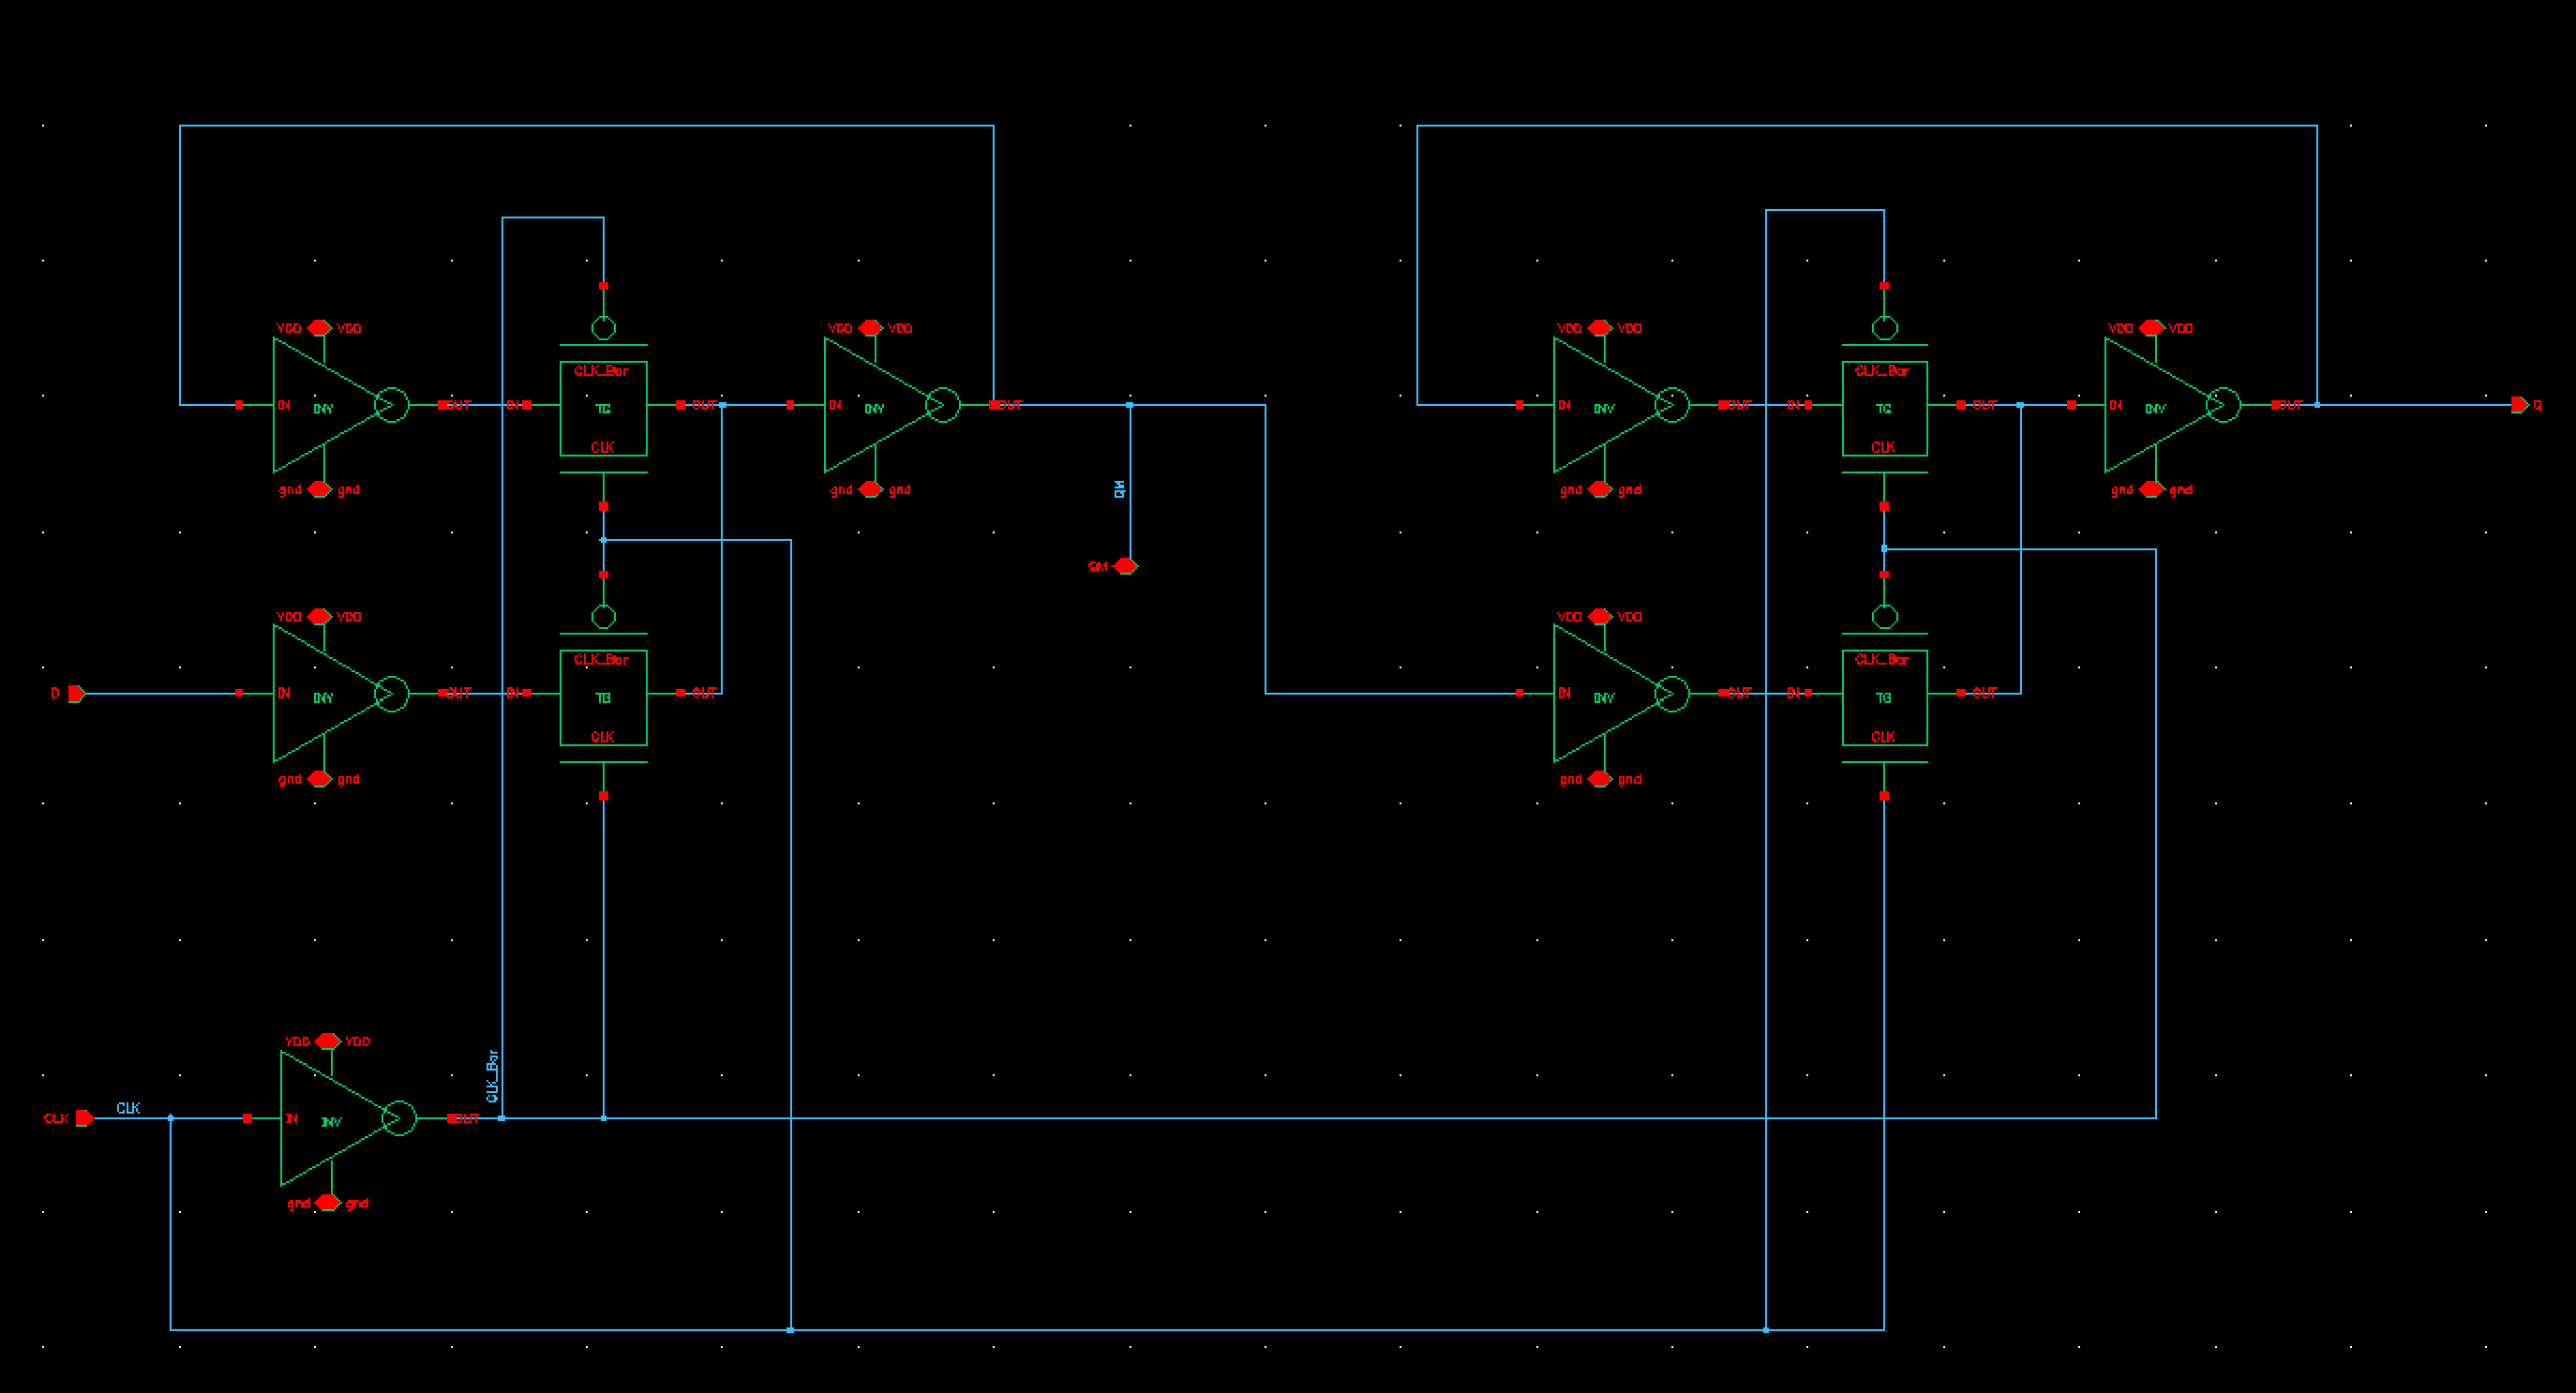 VDD VDD
VDD VDD
VDD VDD
VDD VDD
CLK_Bar
CLK_Bar
IN INV OUT
IN TG OUT
IN INV OUT
IN INV OUT
IN TG OUT
IN INV OUT
Q
CLK
CLK
gnd gnd
gnd gnd
QM
gnd gnd
gnd gnd
QM
VDD VDD
VDD VDD
CLK_Bar
CLK_Bar
D
IN INV OUT
IN TG OUT
IN INV OUT
IN TG OUT
CLK
CLK
gnd gnd
gnd gnd
VDD VDD
CLK_Bar
CLK
CLK
IN INV OUT
gnd gnd